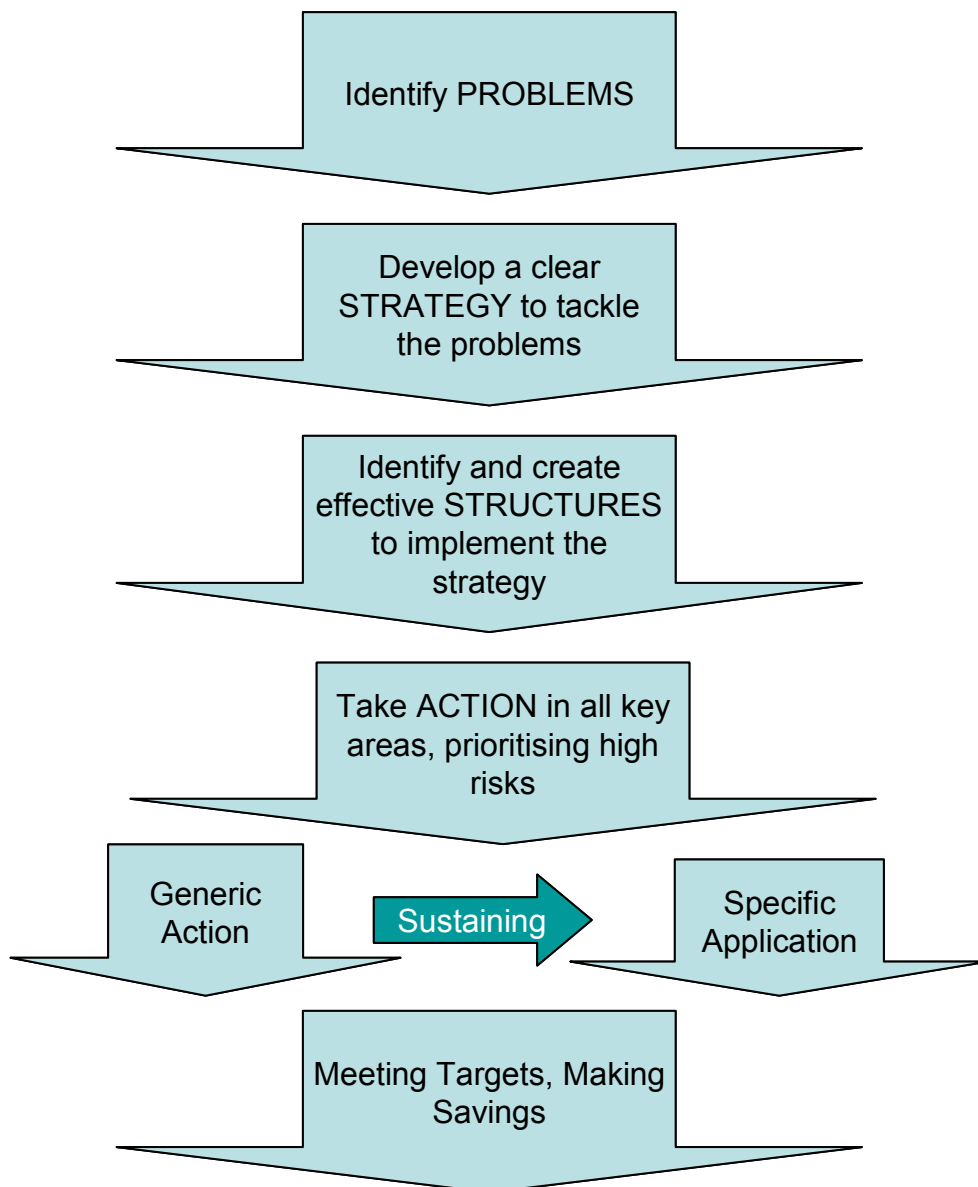 Identify PROBLEMS
Develop a clear
STRATEGY to tackle
the problems
Identify and create
effective STRUCTURES
to implement the
strategy
Take ACTION in all key
areas, prioritising high
risks
Generic
Action
Sustaining
Specific
Application
Meeting Targets, Making
Savings